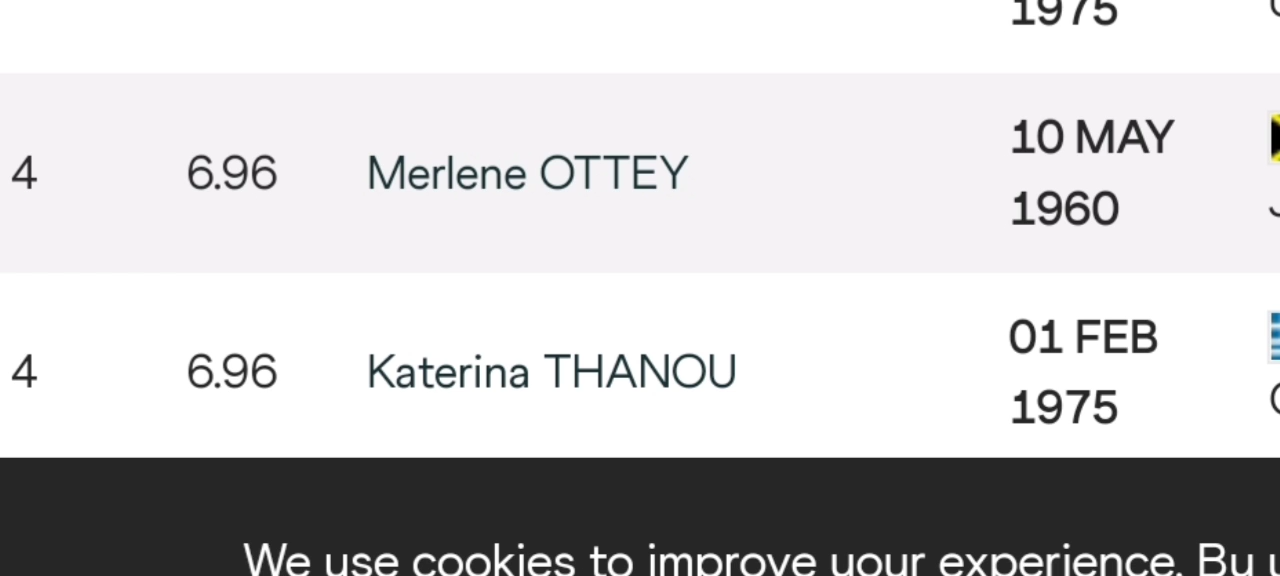 1975
4 6.96 Merlene OTTEY 10 MAY
1960
4 6.96 Katerina THANOU 01 FEB
1975
We use cookies to improve your experience. By